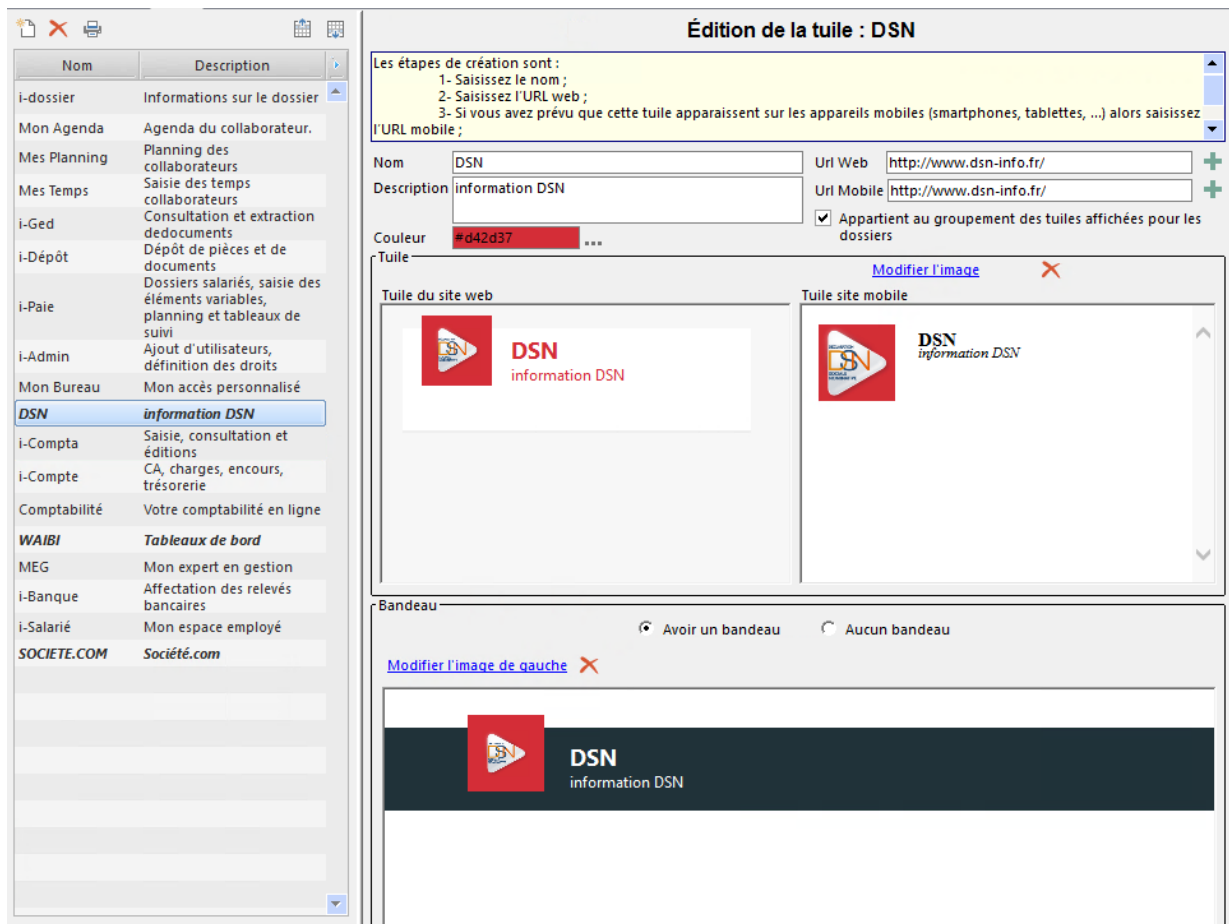 Nom Description
i-dossier Informations sur le dossier
Mon Agenda Agenda du collaborateur.
Mes Planning Planning des
collaborateurs
Mes Temps Saisie des temps
collaborateurs
i-Ged Consultation et extraction
dedocuments
i-Dépôt Dépôt de pièces et de
documents
i-Paie Dossiers salariés, saisie des
éléments variables,
planning et tableaux de
suivi
i-Admin Ajout d'utilisateurs,
définition des droits
Mon Bureau Mon accès personnalisé
DSN information DSN
i-Compta Saisie, consultation et
éditions
i-Compte CA, charges, encours,
trésorerie
Comptabilité Votre comptabilité en ligne
WAIBI Tableaux de bord
MEG Mon expert en gestion
i-Banque Affectation des relevés
bancaires
i-Salarié Mon espace employé
SOCIETE.COM Société.com
Édition de la tuile : DSN
Les étapes de création sont :
1- Saisissez le nom ;
2- Saisissez l'URL web ;
3- Si vous avez prévu que cette tuile apparaissent sur les appareils mobiles (smartphones, tablettes, ...) alors saisissez
l'URL mobile ;
Nom DSN
Url Web http://www.dsn-info.fr/
Description information DSN
Url Mobile http://www.dsn-info.fr/
Appartient au groupement des tuiles affichées pour les
dossiers
Couleur #d42d37 ...
Tuile
Modifier l'image
Tuile du site web
DSN
DSN
information DSN
Tuile site mobile
DSN
DSN
information DSN
Bandeau
Avoir un bandeau Aucun bandeau
Modifier l'image de gauche
DSN
DSN
information DSN